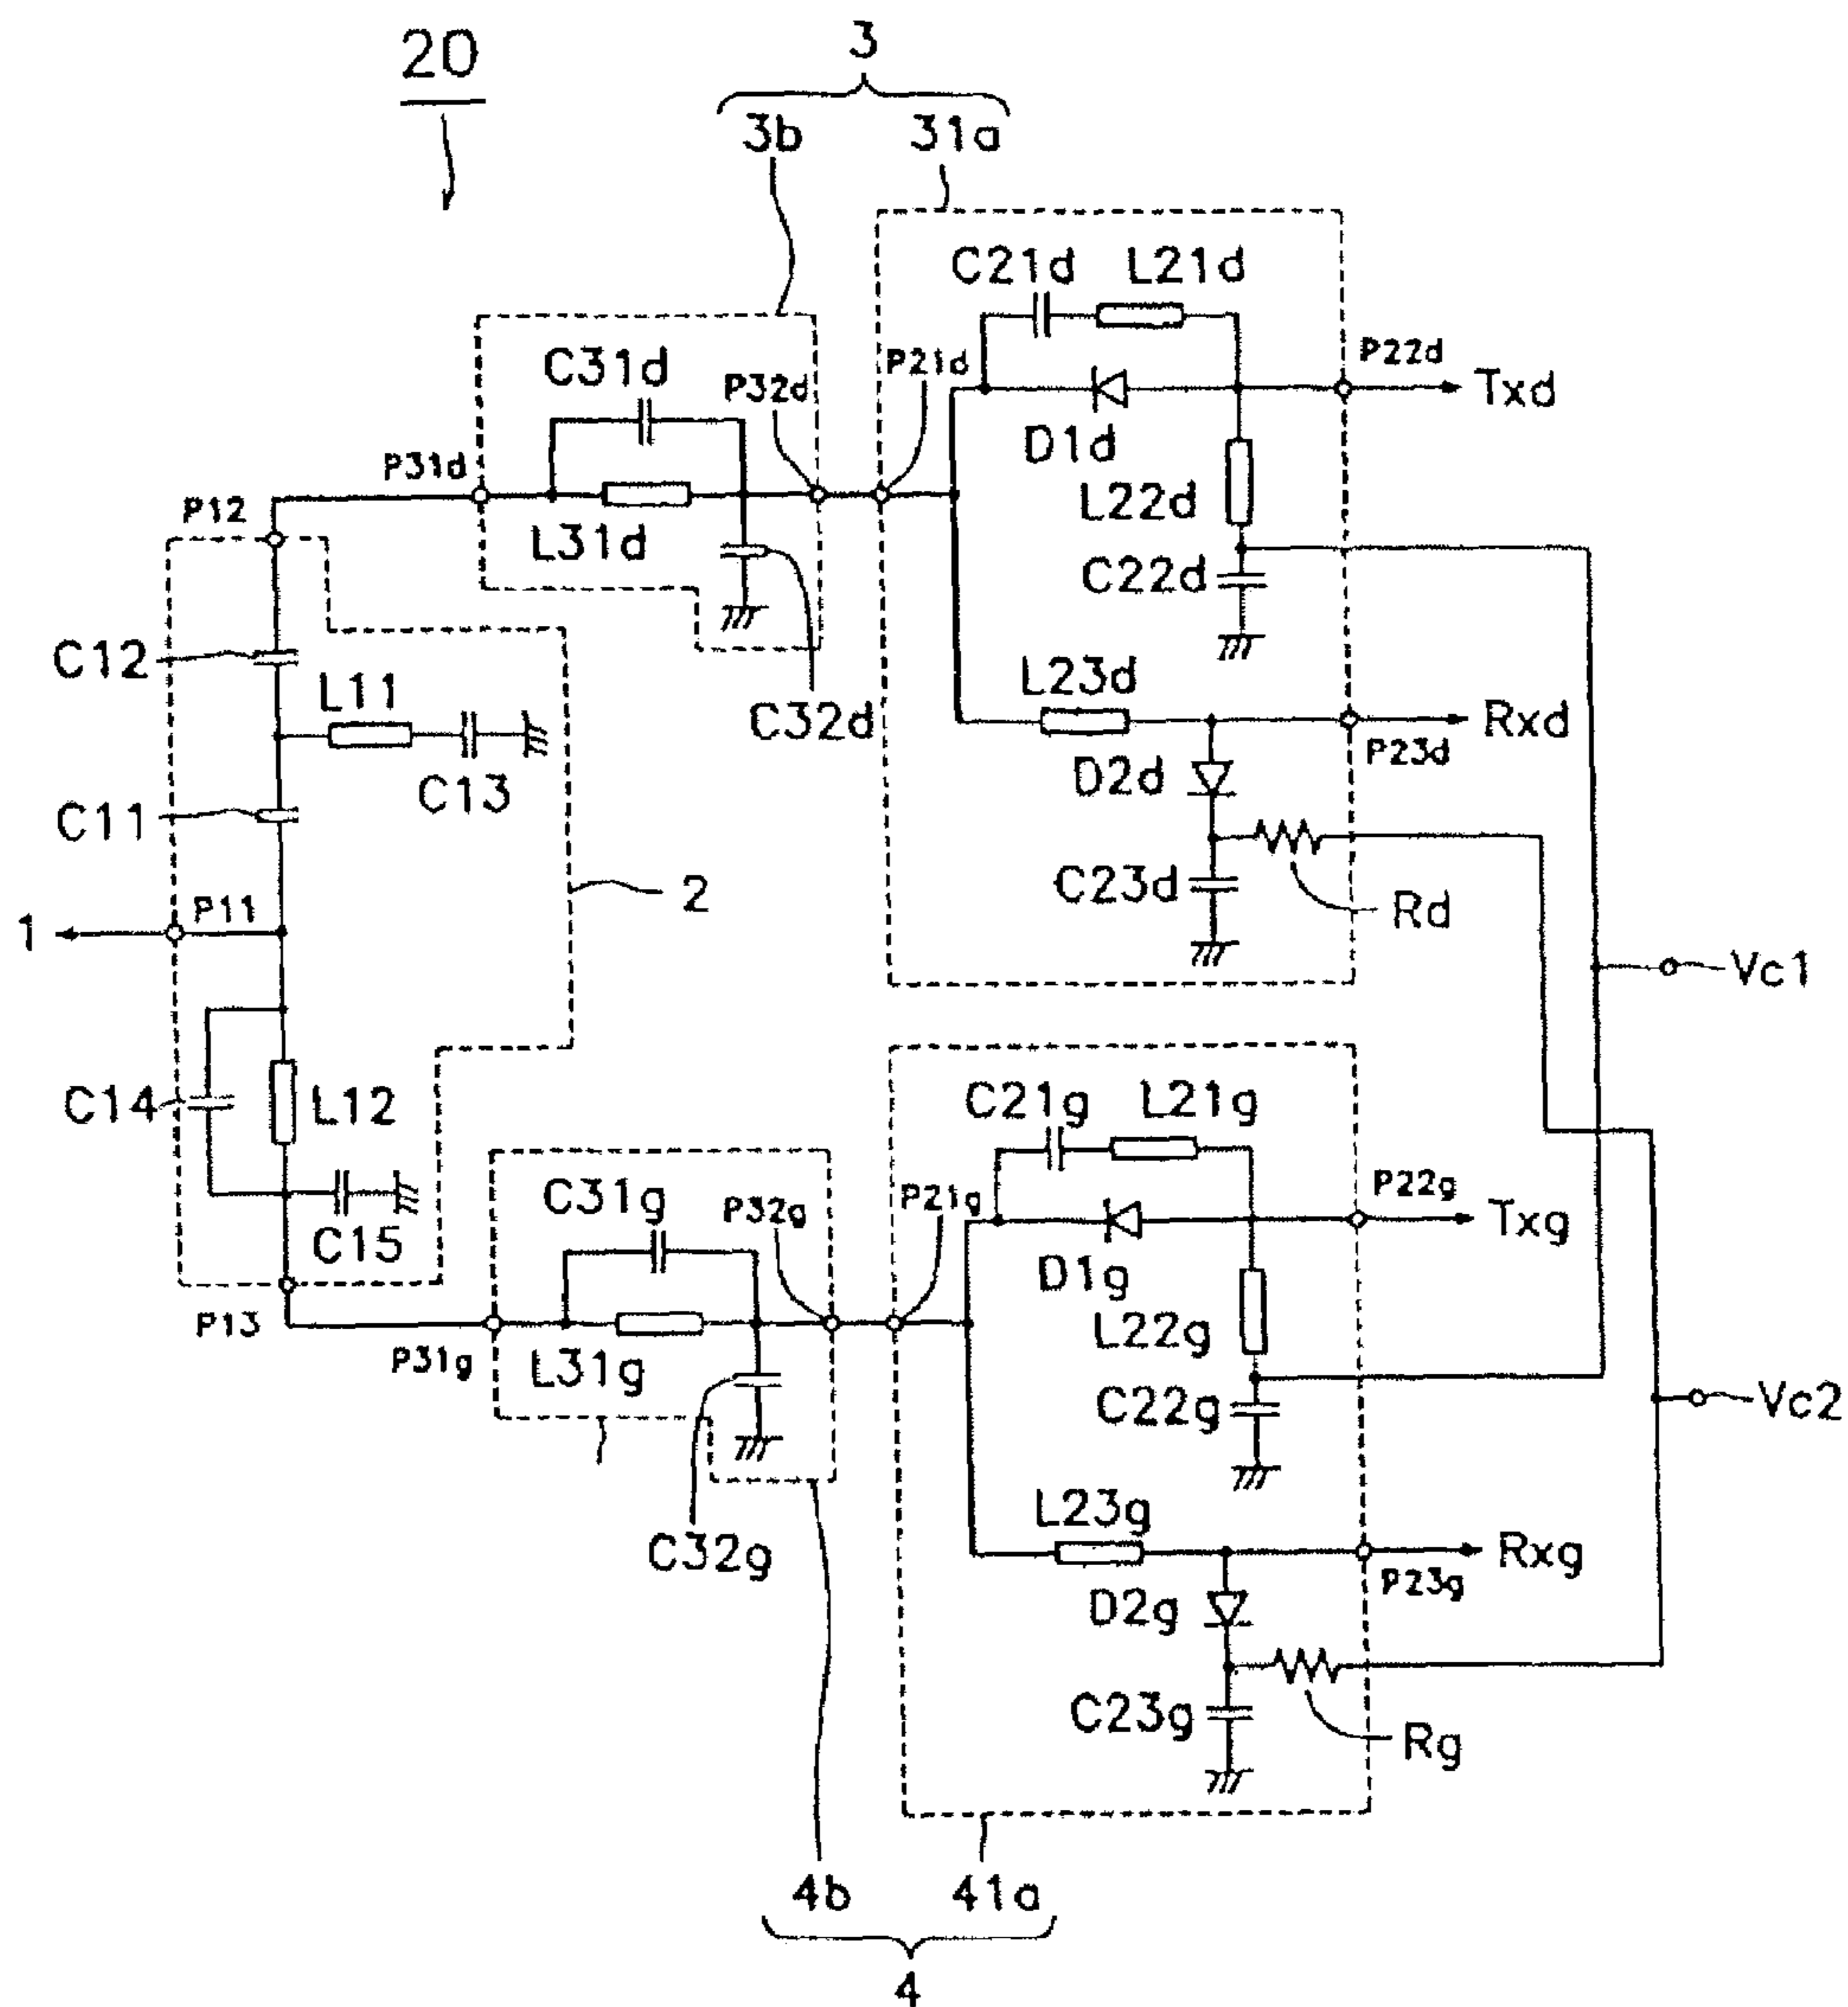 20
3
3b
31a
C21d
L21d
P22d
Txd
C31d
P32d
P21d
D1d
L22d
P31d
L31d
P12
C22d
C12
L11
L23d
C32d
Rxd
P23d
C13
D2d
C11
C23d
Rd
2
P11
1
Vc1
C14
L12
C21g
L21g
P22g
Txg
C31g
P32g
P21g
C15
D1g
L22g
P13
P31g
L31g
C22g
Vc2
L23g
C32g
Rxg
P23g
D2g
C23g
Rg
4b
41a
4